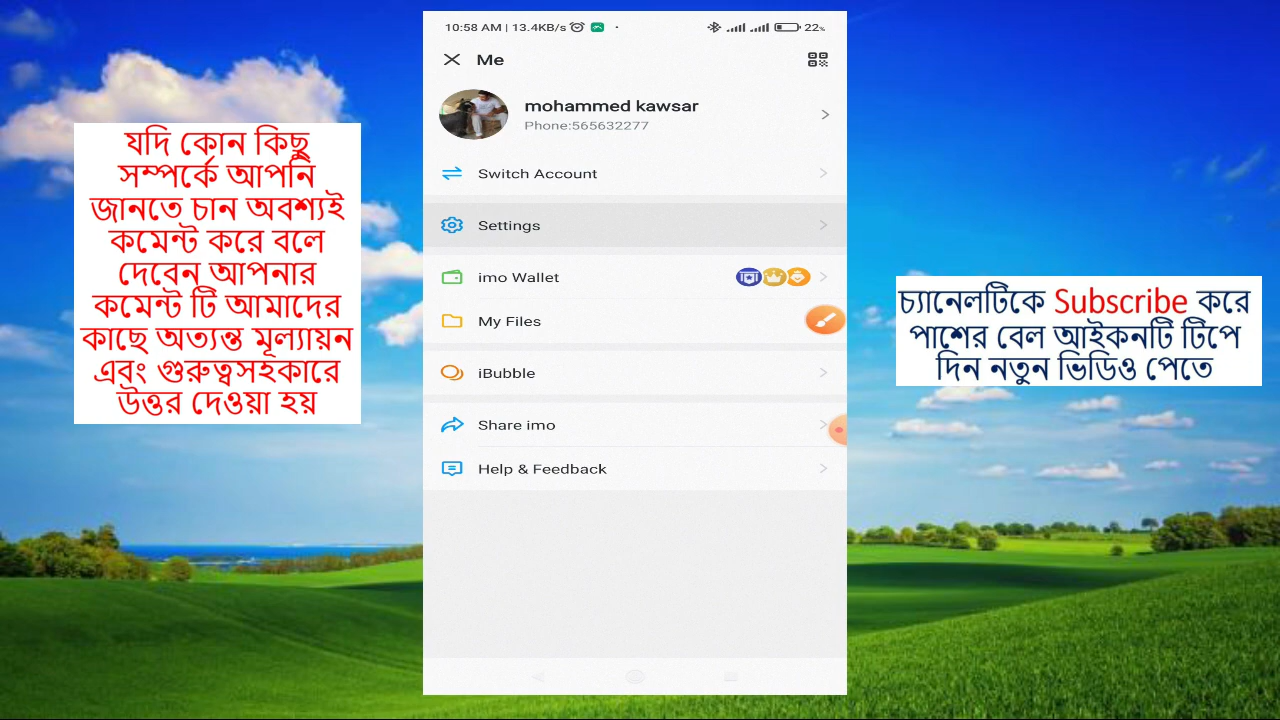 যদি কোন কিছু
সম্পর্কে আপনি
জানতে চান অবশ্যই
কমেন্ট করে বলে
দেবেন আপনার
কমেন্ট টি আমাদের
কাছে অত্যন্ত মূল্যায়ন
এবং গুরুত্বসহকারে
উত্তর দেওয়া হয়
10:58 AM | 13.4KB/s 22%
Me
mohammed kawsar
Phone:565632277
Switch Account
Settings
imo Wallet
My Files
iBubble
Share imo
Help & Feedback
চ্যানেলটিকে Subscribe করে
পাশের বেল আইকনটি টিপে
দিন নতুন ভিডিও পেতে